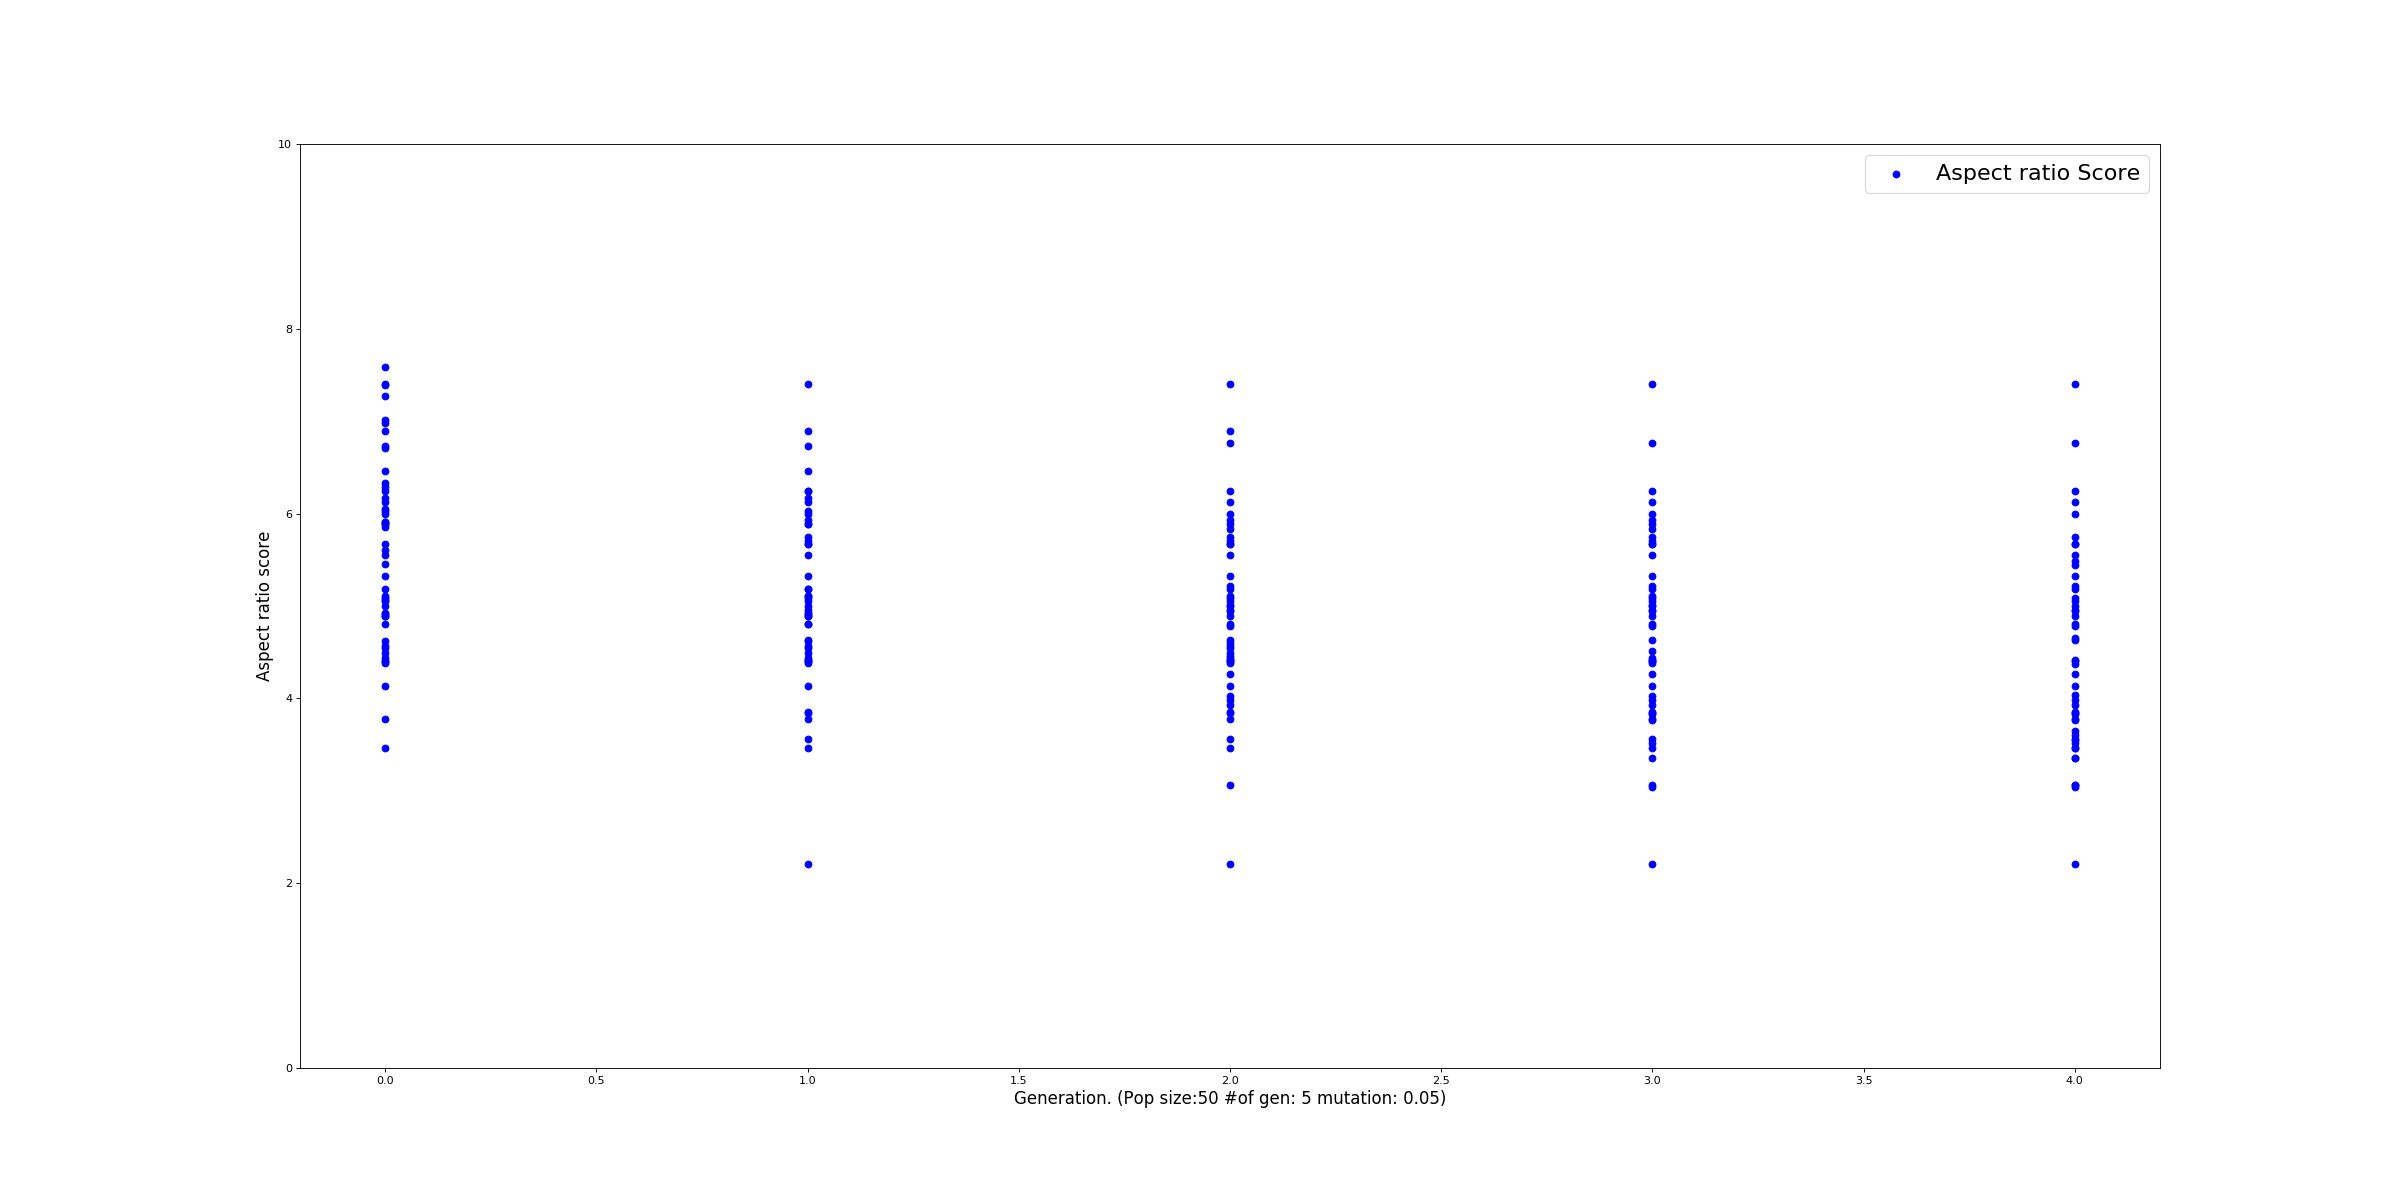 10
Aspect ratio Score
8
6
Aspect ratio score
4
2
0
0.0 0.5 1.0 1.5 2.0 2.5 3.0 3.5 4.0
Generation. (Pop size:50 #of gen: 5 mutation: 0.05)